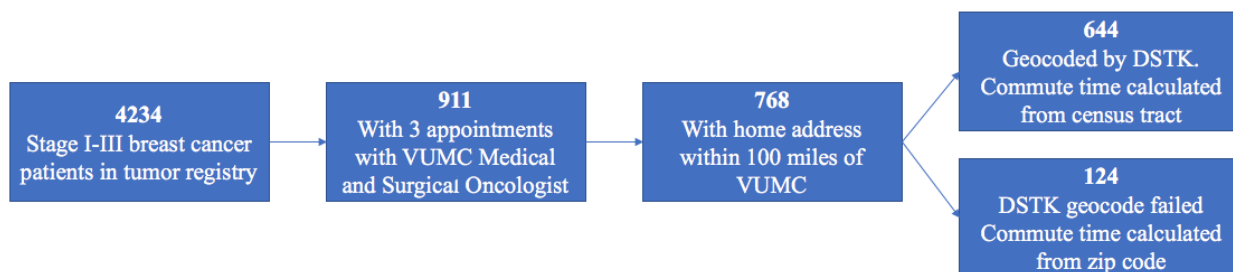 4234
Stage I-III breast cancer
patients in tumor registry
911
With 3 appointments
with VUMC Medical
and Surgical Oncologist
768
With home address
within 100 miles of
VUMC
644
Geocoded by DSTK.
Commute time calculated
from census tract
124
DSTK geocode failed
Commute time calculated
from zip code